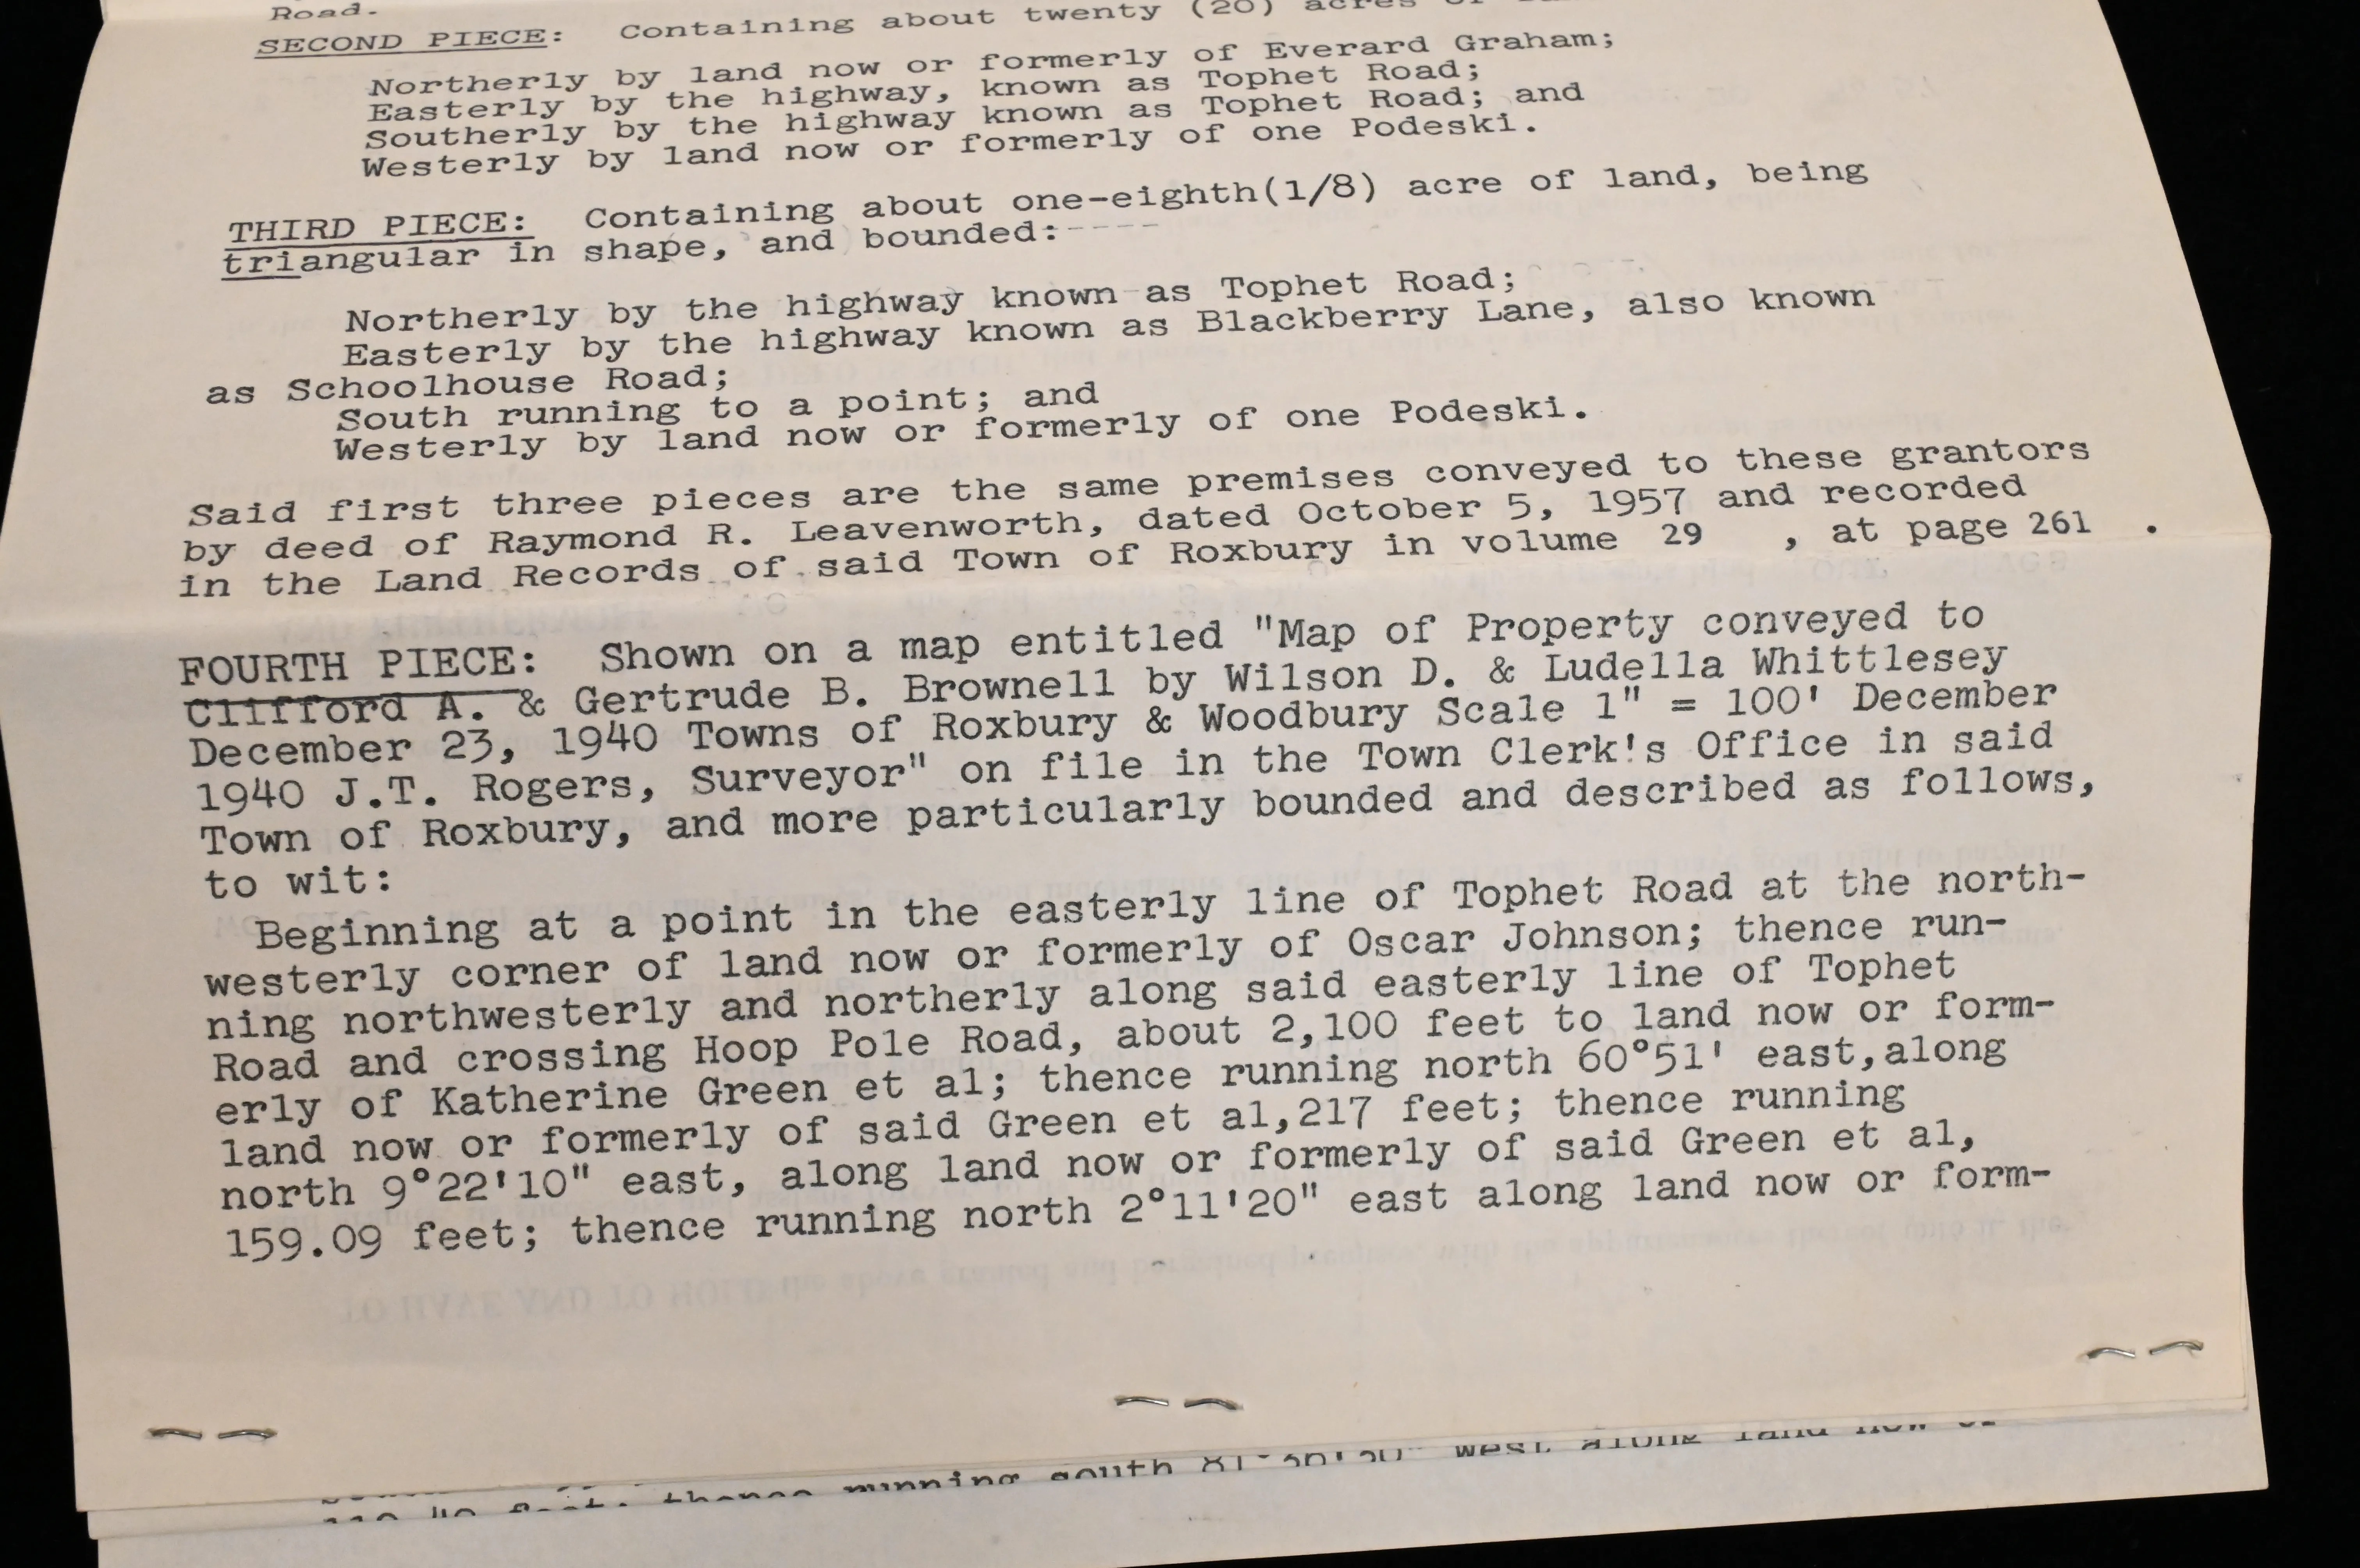 Road.
SECOND PIECE: Containing about twenty (20) acres of
Northerly by land now or formerly of Everard Graham;
Easterly by the highway, known as Tophet Road;
Southerly by the highway known as Tophet Road; and
Westerly by land now or formerly of one Podeski.
THIRD PIECE: Containing about one-eighth(1/8) acre of land, being
triangular in shape, and bounded:----
Northerly by the highway known as Tophet Road;
Easterly by the highway known as Blackberry Lane, also known
as Schoolhouse Road;
South running to a point; and
Westerly by land now or formerly of one Podeski.
Said first three pieces are the same premises conveyed to these grantors
by deed of Raymond R. Leavenworth, dated October 5, 1957 and recorded
in the Land Records of said Town of Roxbury in volume 29 , at page 261 .
FOURTH PIECE: Shown on a map entitled "Map of Property conveyed to
Clifford A. & Gertrude B. Brownell by Wilson D. & Ludella Whittlesey
December 23, 1940 Towns of Roxbury & Woodbury Scale 1" = 100' December
1940 J.T. Rogers, Surveyor" on file in the Town Clerk's Office in said
Town of Roxbury, and more particularly bounded and described as follows,
to wit:
Beginning at a point in the easterly line of Tophet Road at the north-
westerly corner of land now or formerly of Oscar Johnson; thence run-
ning northwesterly and northerly along said easterly line of Tophet
Road and crossing Hoop Pole Road, about 2,100 feet to land now or form-
erly of Katherine Green et al; thence running north 60°51' east,along
land now or formerly of said Green et al,217 feet; thence running
north 9°22'10" east, along land now or formerly of said Green et al,
159.09 feet; thence running north 2°11'20" east along land now or form-
thence running south west along land now or